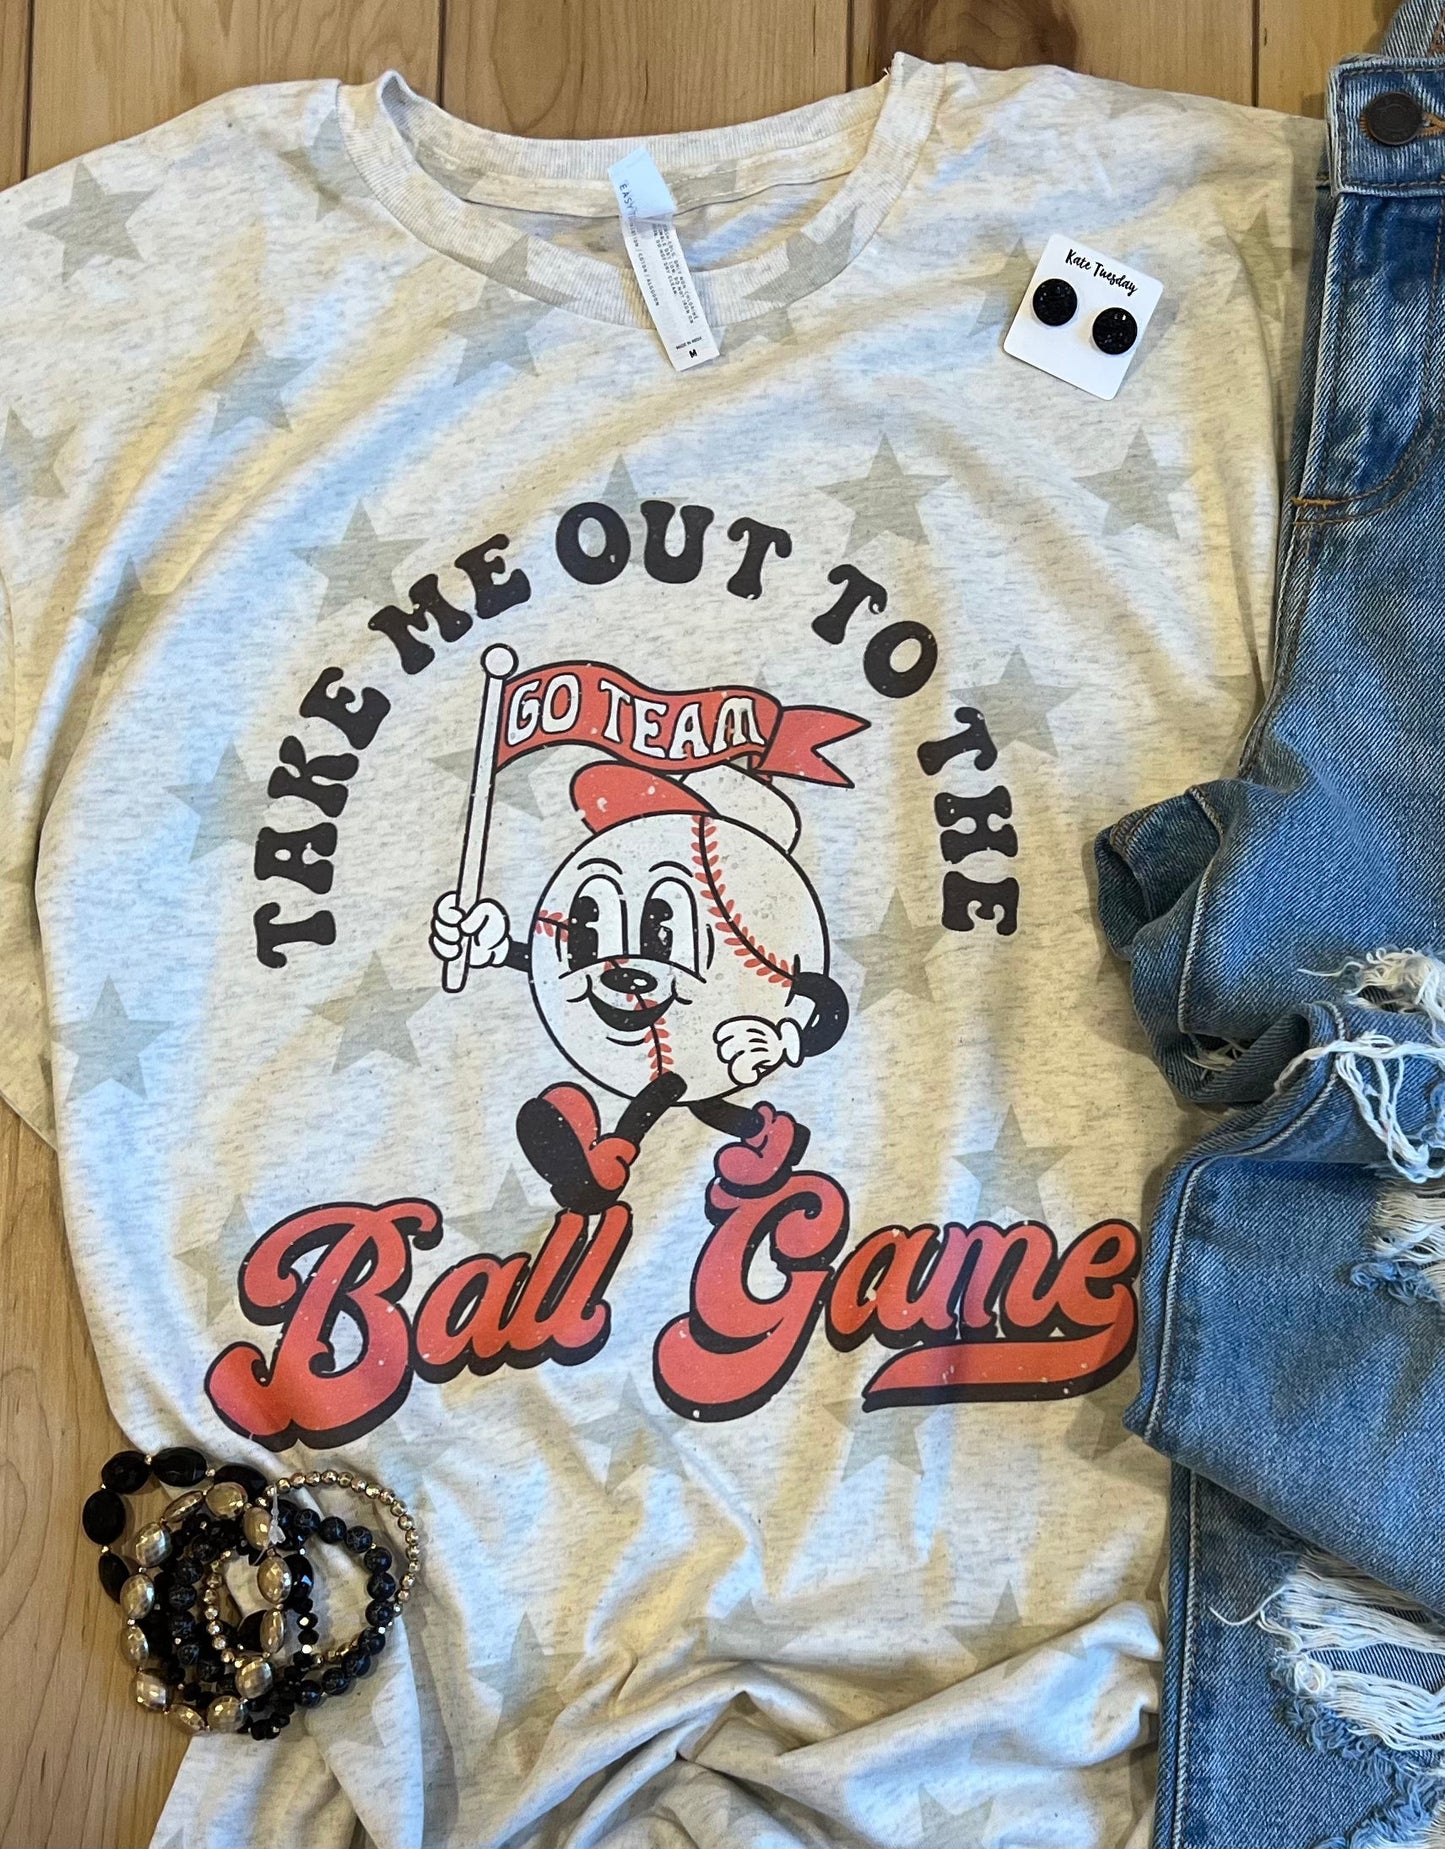 Kate Tuesday
M
TAKE ME OUT TO THE
GO TEAM
Ball Game